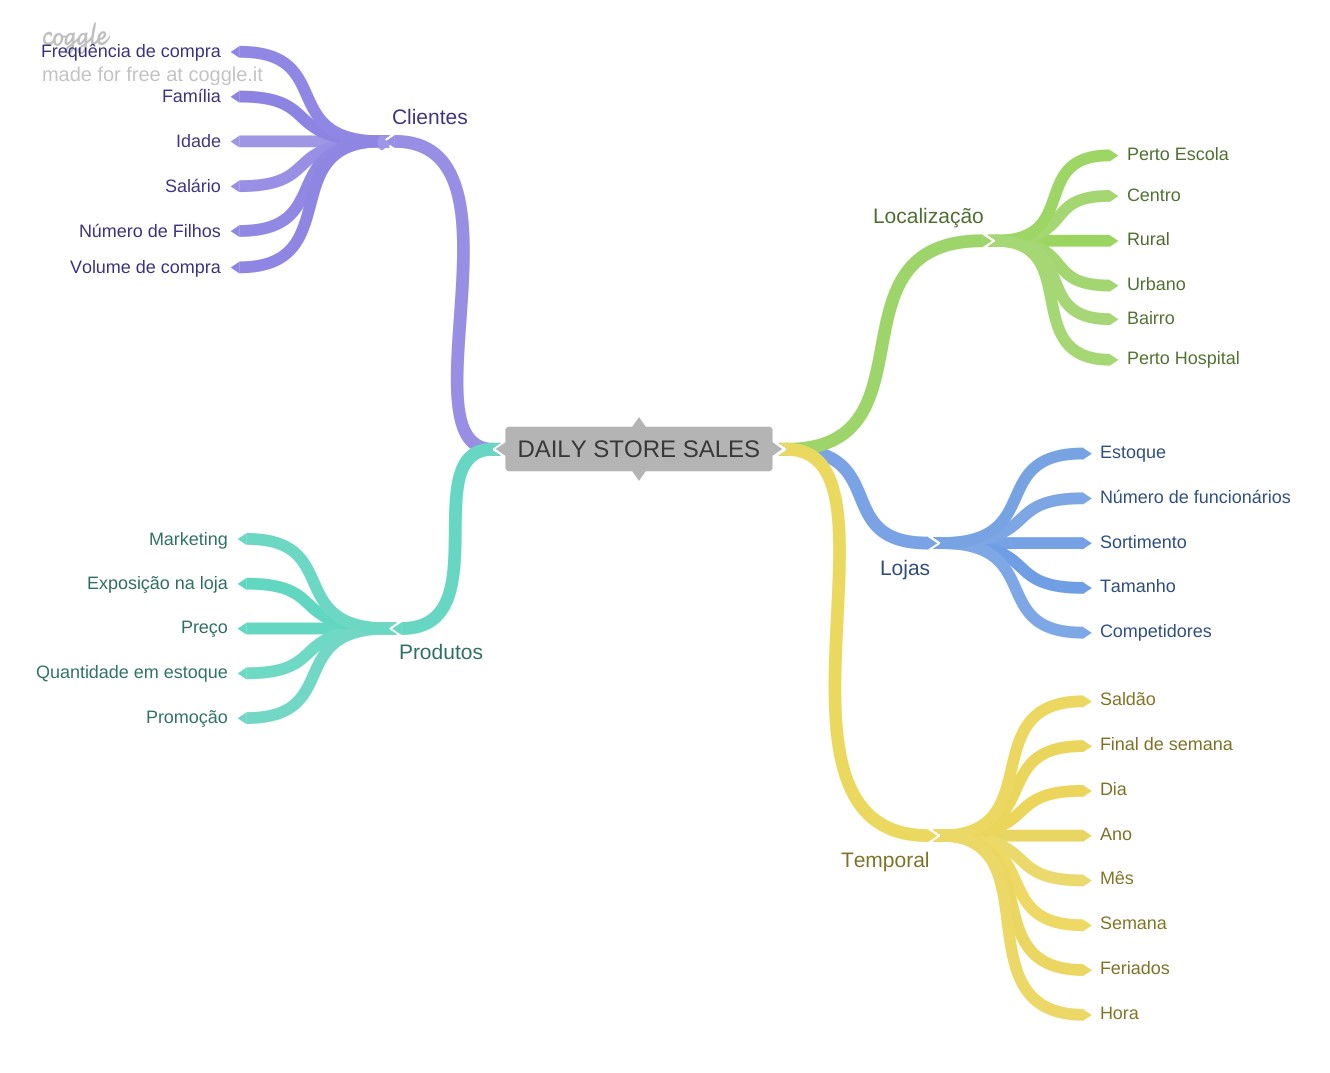 coggle
made for free at coggle.it
Frequência de compra
Família
Idade
Salário
Número de Filhos
Volume de compra
Clientes
Marketing
Exposição na loja
Preço
Quantidade em estoque
Promoção
Produtos
DAILY STORE SALES
Localização
Perto Escola
Centro
Rural
Urbano
Bairro
Perto Hospital
Lojas
Estoque
Número de funcionários
Sortimento
Tamanho
Competidores
Temporal
Saldão
Final de semana
Dia
Ano
Mês
Semana
Feriados
Hora